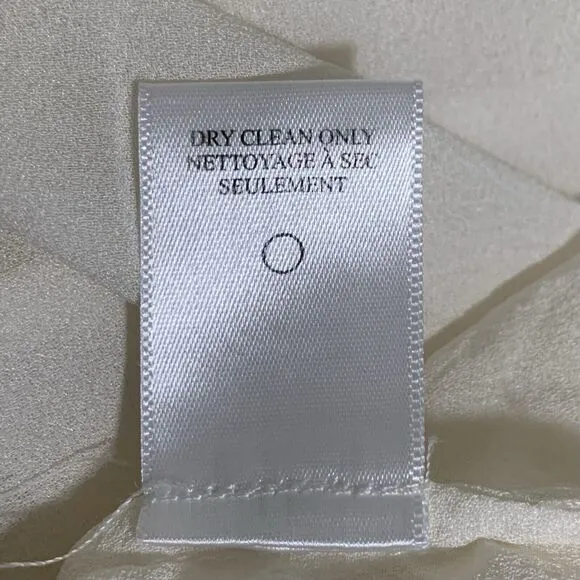 DRY CLEAN ONLY
NETTOYAGE À SEC
SEULEMENT